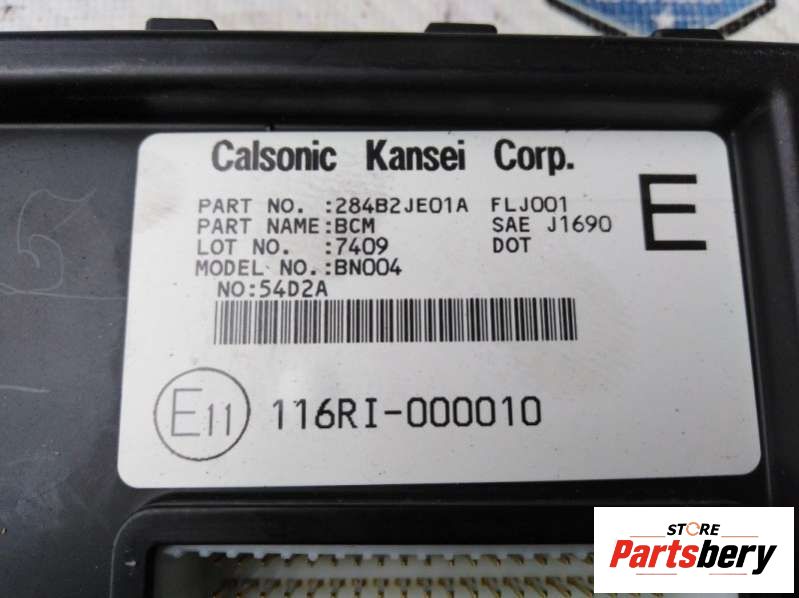 Calsonic Kansei Corp.
PART NO. :284B2JE01A FLJ001
PART NAME:BCM SAE J1690
LOT NO. :7409 DOT
MODEL NO.:BN004
NO:54D2A
E
E11 116RI-000010
STORE
Partsbery